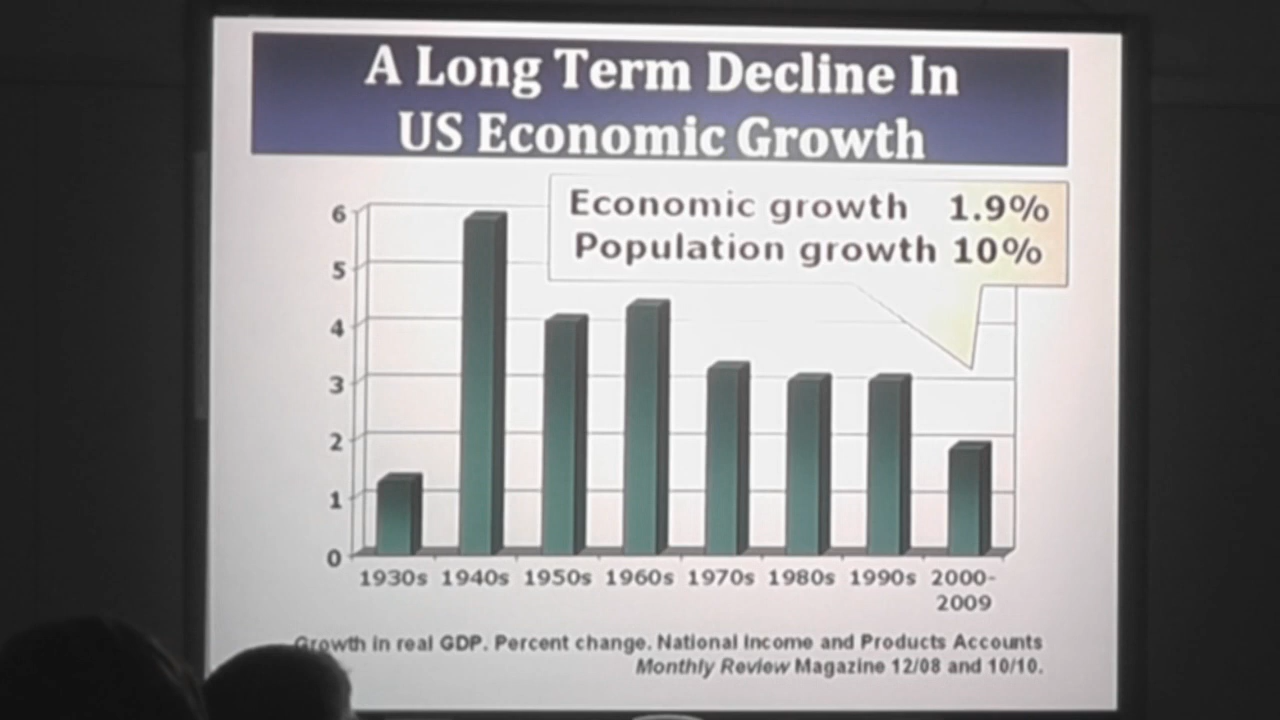 A Long Term Decline In
US Economic Growth
Economic growth 1.9%
Population growth 10%
6
5
4
3
2
1
0
1930s 1940s 1950s 1960s 1970s 1980s 1990s 2000-
2009
Growth in real GDP. Percent change. National Income and Products Accounts
Monthly Review Magazine 12/08 and 10/10.